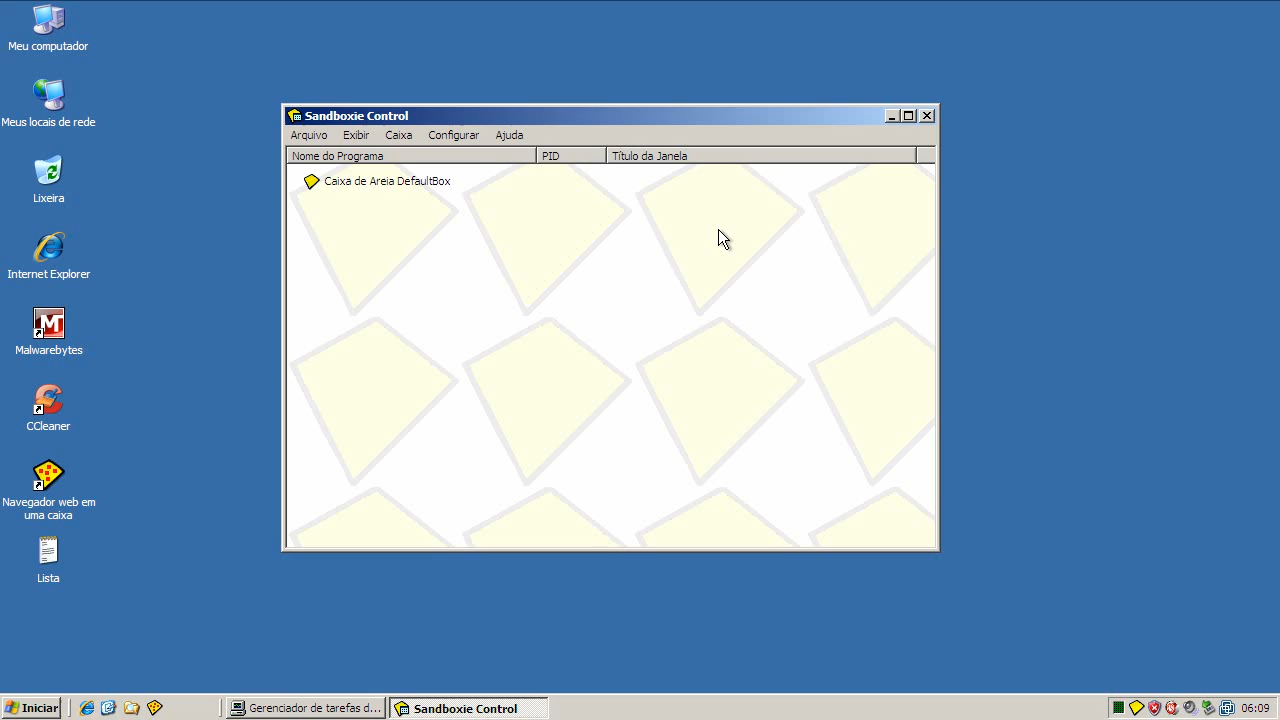 Meu computador
Meus locais de rede
Lixeira
Internet Explorer
Malwarebytes
CCleaner
Navegador web em
uma caixa
Lista
Sandboxie Control
Arquivo Exibir Caixa Configurar Ajuda
Nome do Programa PID Título da Janela
Caixa de Areia DefaultBox
Iniciar Gerenciador de tarefas d... Sandboxie Control 06:09